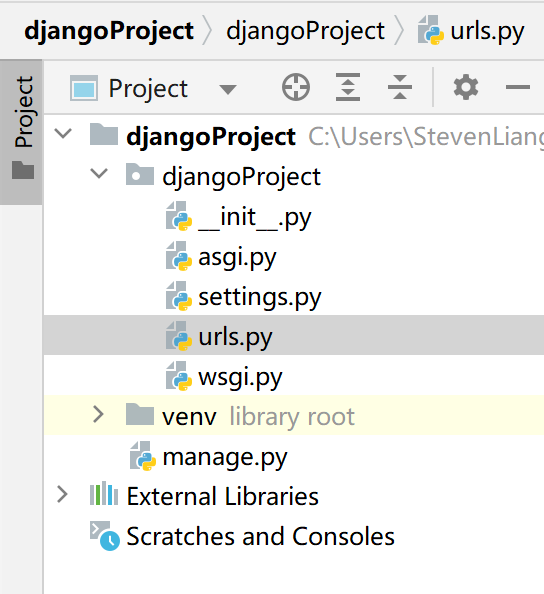 djangoProject djangoProject urls.py
Project
Project
djangoProject C:\Users\StevenLiang
djangoProject
__init__.py
asgi.py
settings.py
urls.py
wsgi.py
venv library root
manage.py
External Libraries
Scratches and Consoles